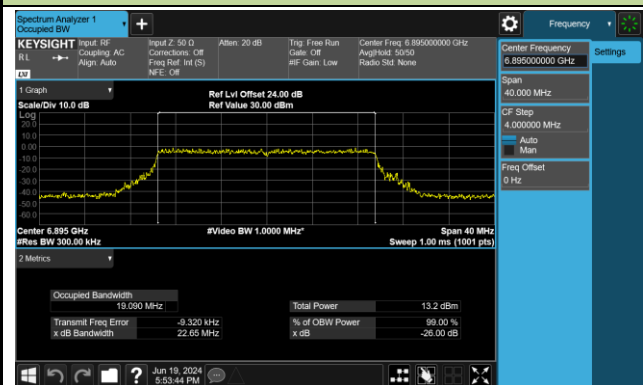 Spectrum Analyzer 1
Occupied BW
Frequency
KEYSIGHT
RL
LXI
Input: RF
Coupling: AC
Align: Auto
Input Z: 50 Ω
Corrections: Off
Freq Ref: Int (S)
NFE: Off
Atten: 20 dB
Trig: Free Run
Gate: Off
#IF Gain: Low
Center Freq: 6.895000000 GHz
Avg|Hold: 50/50
Radio Std: None
Center Frequency
6.895000000 GHz
Settings
Span
40.000 MHz
CF Step
4.000000 MHz
Auto
Man
Freq Offset
0 Hz
1 Graph
Scale/Div 10.0 dB
Ref Lvl Offset 24.00 dB
Ref Value 30.00 dBm
Log
20.0
10.0
0.00
-10.0
-20.0
-30.0
-40.0
-50.0
-60.0
Center 6.895 GHz
#Res BW 300.00 kHz
#Video BW 1.0000 MHz*
Span 40 MHz
Sweep 1.00 ms (1001 pts)
2 Metrics
Occupied Bandwidth
19.090 MHz
Total Power 13.2 dBm
Transmit Freq Error -9.320 kHz
% of OBW Power 99.00 %
x dB Bandwidth 22.65 MHz
x dB -26.00 dB
?
Jun 19, 2024
5:53:44 PM